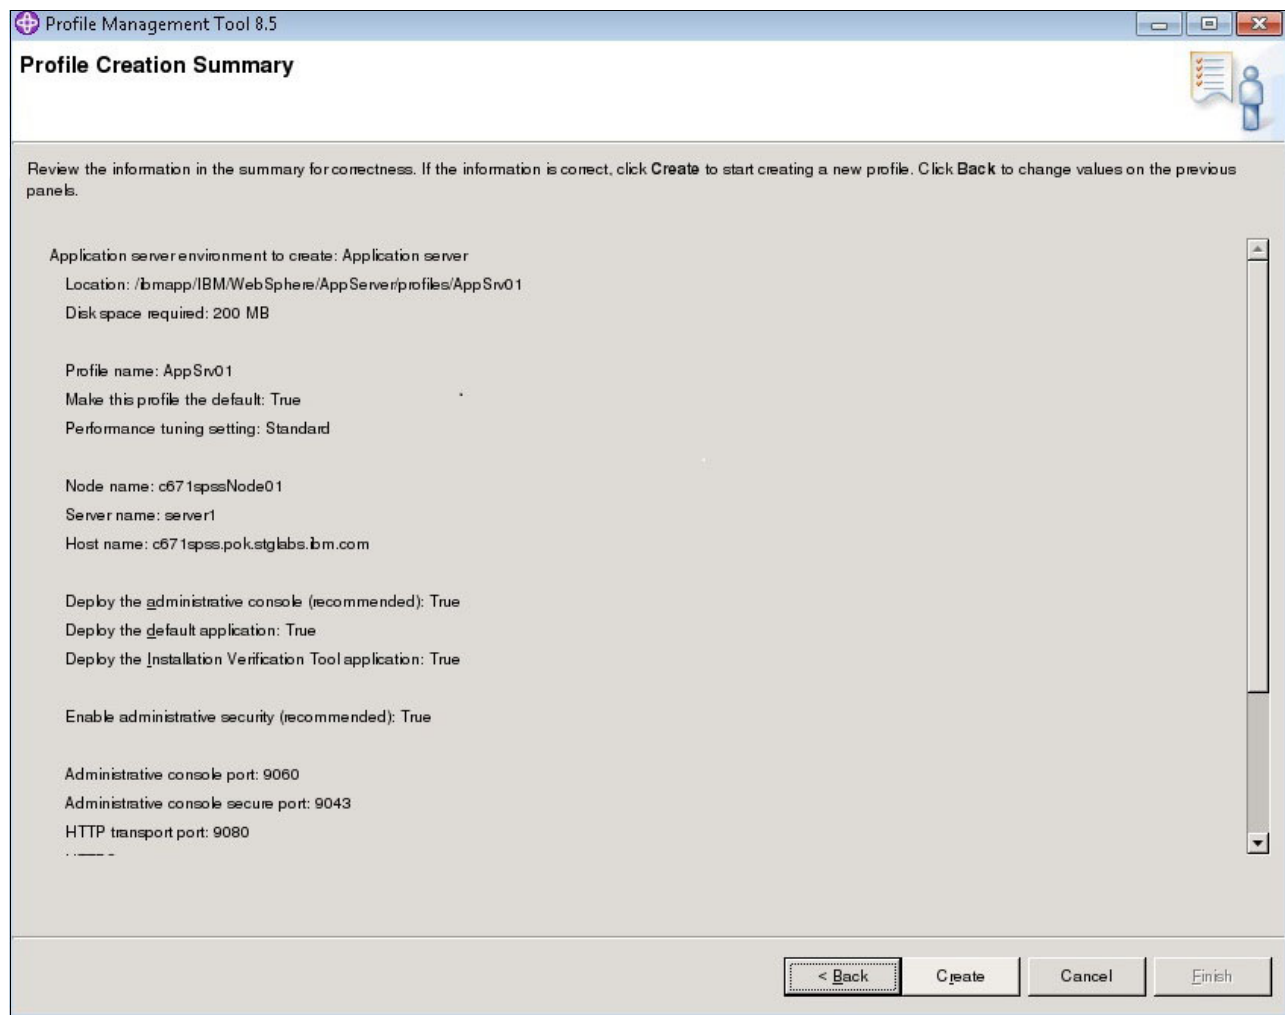 Profile Management Tool 8.5
Profile Creation Summary
Review the information in the summary for correctness. If the information is correct, click Create to start creating a new profile. Click Back to change values on the previous
panels.
Application server environment to create: Application server
Location: /ibmapp/IBM/WebSphere/AppServer/profiles/AppSrv01
Disk space required: 200 MB
Profile name: AppSrv01
Make this profile the default: True
Performance tuning setting: Standard
Node name: c671spssNode01
Server name: server1
Host name: c671spss.pok.stglabs.ibm.com
Deploy the administrative console (recommended): True
Deploy the default application: True
Deploy the Installation Verification Tool application: True
Enable administrative security (recommended): True
Administrative console port: 9060
Administrative console secure port: 9043
HTTP transport port: 9080
< Back Create Cancel Finish